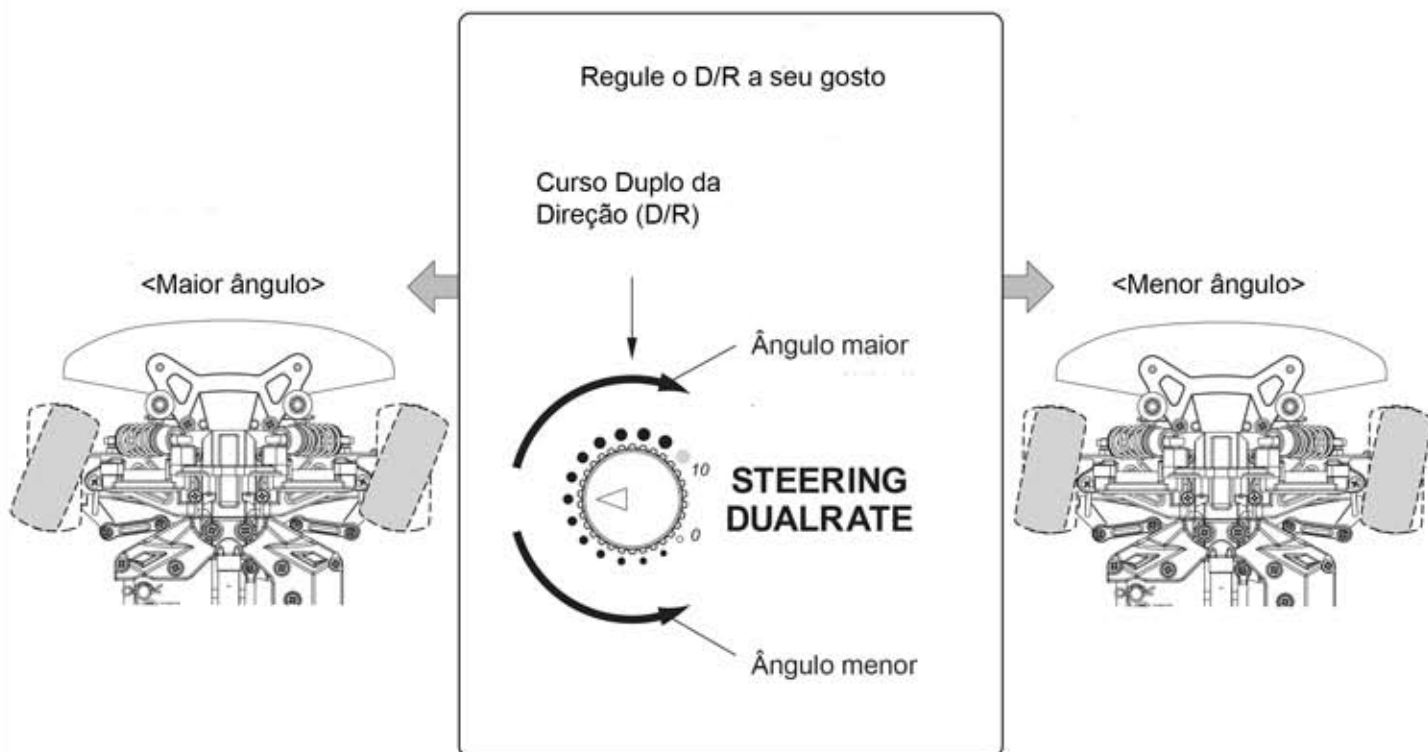 Regule o D/R a seu gosto
Curso Duplo da
Direção (D/R)
<Maior ângulo>
<Menor ângulo>
Ângulo maior
10
STEERING
DUALRATE
0
Ângulo menor